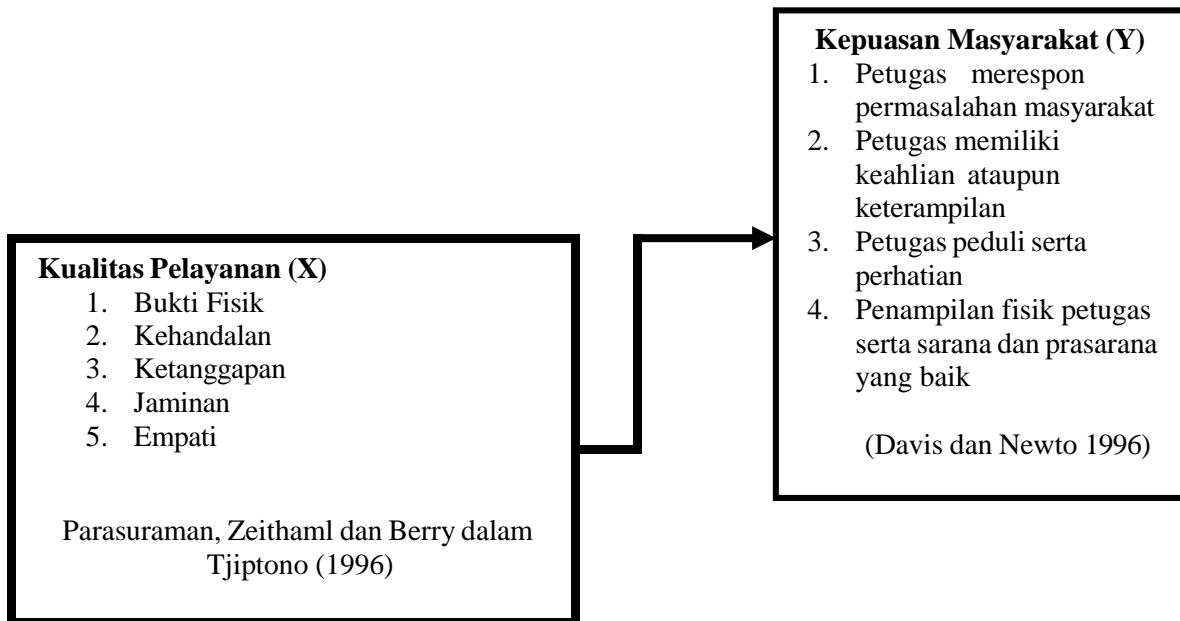 Kepuasan Masyarakat (Y)
1. Petugas merespon
permasalahan masyarakat
2. Petugas memiliki
keahlian ataupun
keterampilan
3. Petugas peduli serta
perhatian
4. Penampilan fisik petugas
serta sarana dan prasarana
yang baik
(Davis dan Newto 1996)
Kualitas Pelayanan (X)
1. Bukti Fisik
2. Kehandalan
3. Ketanggapan
4. Jaminan
5. Empati
Parasuraman, Zeithaml dan Berry dalam
Tjiptono (1996)